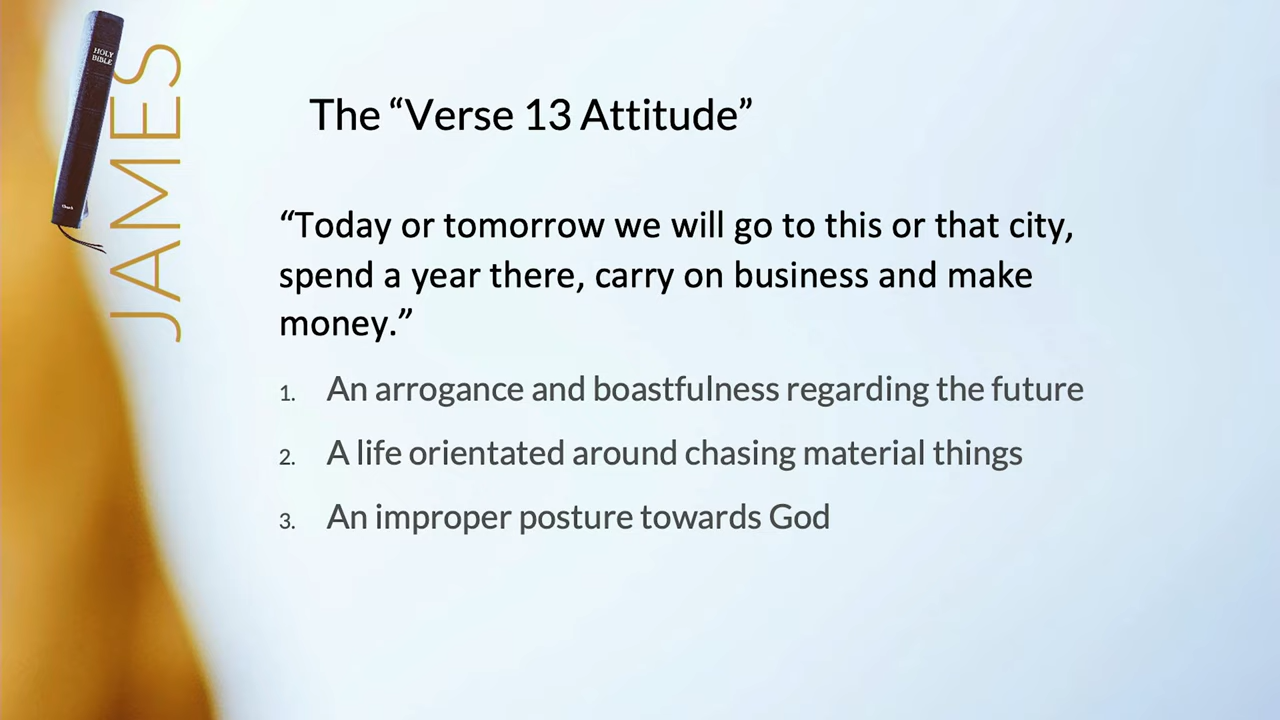 HOLY
BIBLE
JAMES
The “Verse 13 Attitude”
“Today or tomorrow we will go to this or that city,
spend a year there, carry on business and make
money.”
1. An arrogance and boastfulness regarding the future
2. A life orientated around chasing material things
3. An improper posture towards God